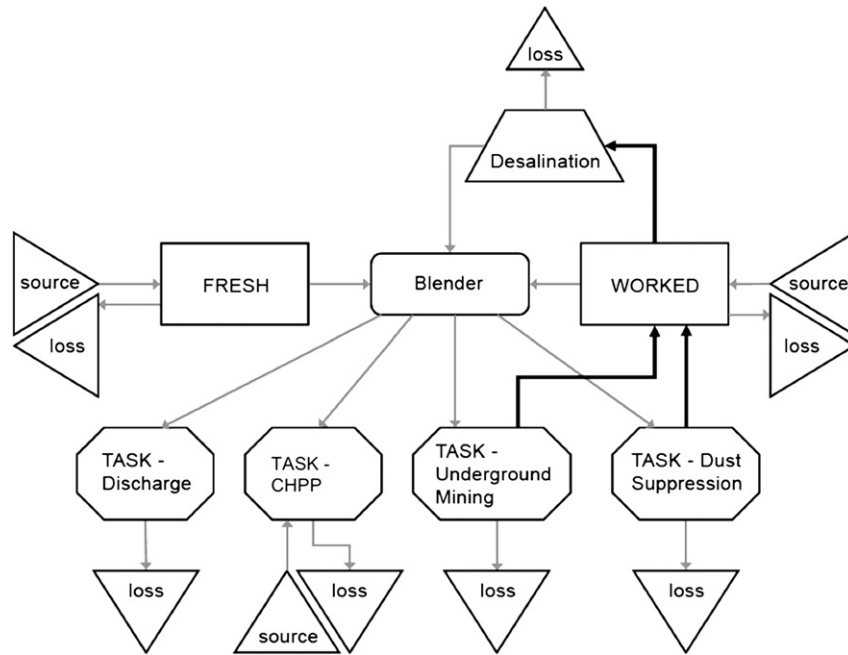 loss
Desalination
source
loss
FRESH
Blender
WORKED
source
loss
TASK -
Discharge
TASK -
CHPP
TASK -
Underground
Mining
TASK - Dust
Suppression
loss
source
loss
loss
loss